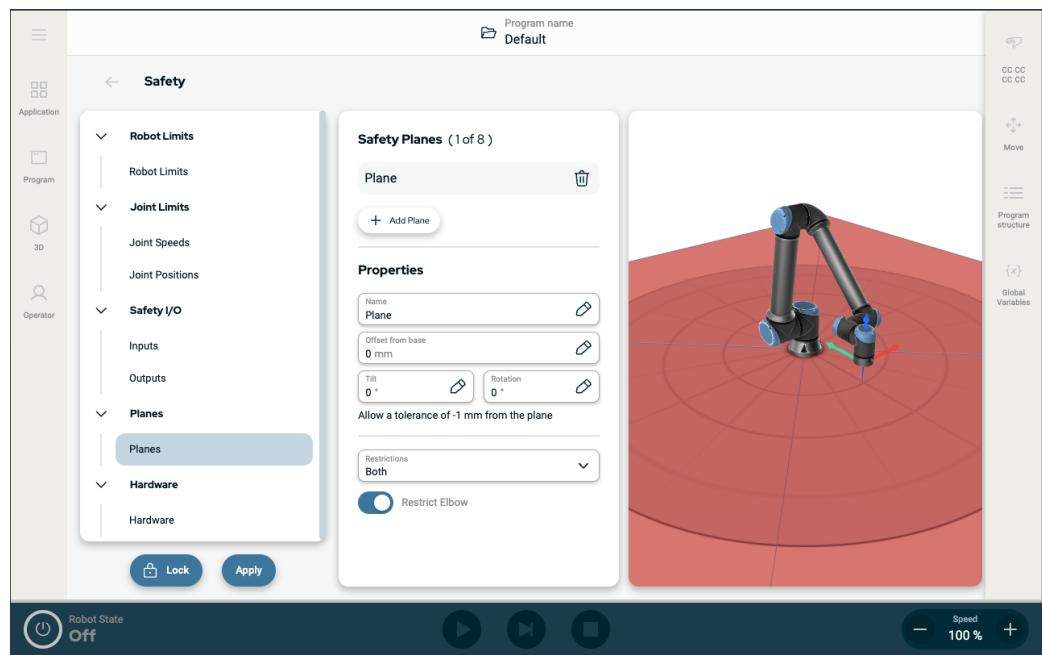 Program name
Default
Safety
Application
Program
3D
Operator
Robot Limits
Robot Limits
Joint Limits
Joint Speeds
Joint Positions
Safety I/O
Inputs
Outputs
Planes
Planes
Hardware
Hardware
Lock
Apply
Safety Planes (1 of 8)
Plane
+ Add Plane
Properties
Name
Plane
Offset from base
0 mm
Tilt
0 °
Rotation
0 °
Allow a tolerance of -1 mm from the plane
Restrictions
Both
Restrict Elbow
CC CC
CC CC
Move
Program
structure
{x}
Global
Variables
Robot State
Off
Speed
100 %